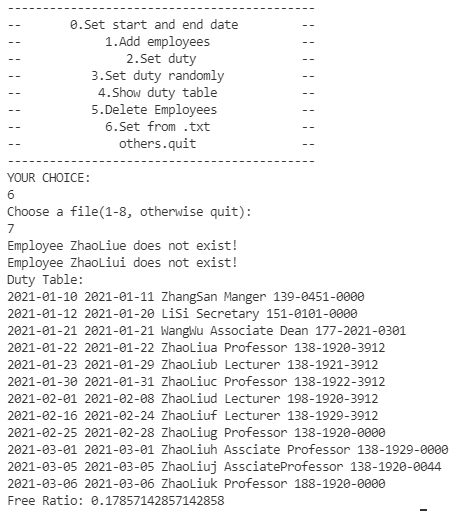 --------------------------------------------
-- 0.Set start and end date --
-- 1.Add employees --
-- 2.Set duty --
-- 3.Set duty randomly --
-- 4.Show duty table --
-- 5.Delete Employees --
-- 6.Set from .txt --
-- others.quit --
--------------------------------------------
YOUR CHOICE:
6
Choose a file(1-8, otherwise quit):
7
Employee ZhaoLiue does not exist!
Employee ZhaoLiui does not exist!
Duty Table:
2021-01-10 2021-01-11 ZhangSan Manger 139-0451-0000
2021-01-12 2021-01-20 LiSi Secretary 151-0101-0000
2021-01-21 2021-01-21 WangWu Associate Dean 177-2021-0301
2021-01-22 2021-01-22 ZhaoLiua Professor 138-1920-3912
2021-01-23 2021-01-29 ZhaoLiub Lecturer 138-1921-3912
2021-01-30 2021-01-31 ZhaoLiuc Professor 138-1922-3912
2021-02-01 2021-02-08 ZhaoLiud Lecturer 198-1920-3912
2021-02-16 2021-02-24 ZhaoLiuf Lecturer 138-1929-3912
2021-02-25 2021-02-28 ZhaoLiug Professor 138-1920-0000
2021-03-01 2021-03-01 ZhaoLiuh Assciate Professor 138-1929-0000
2021-03-05 2021-03-05 ZhaoLiuj AssciateProfessor 138-1920-0044
2021-03-06 2021-03-06 ZhaoLiuk Professor 188-1920-0000
Free Ratio: 0.17857142857142858